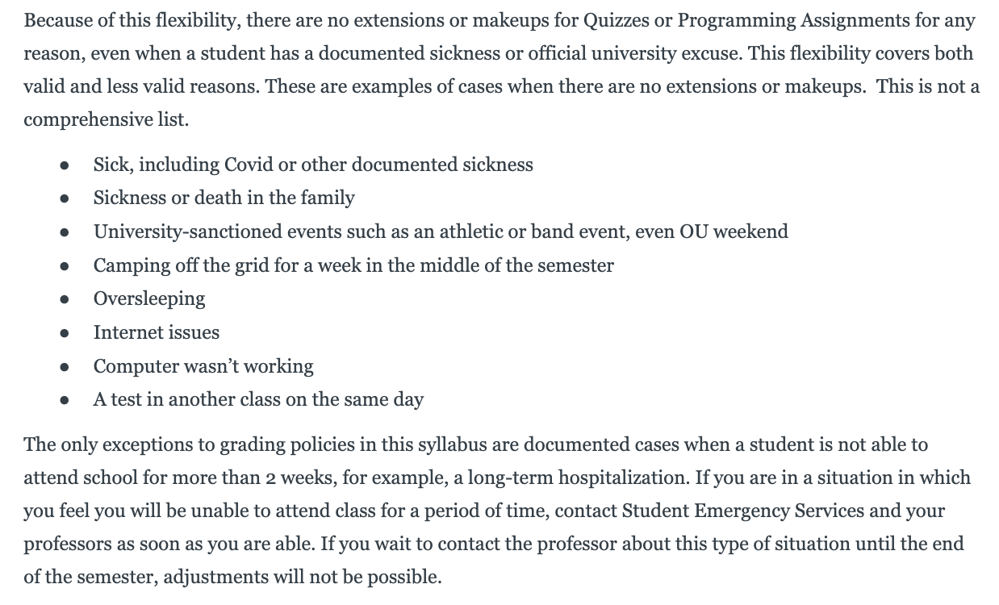 Because of this flexibility, there are no extensions or makeups for Quizzes or Programming Assignments for any
reason, even when a student has a documented sickness or official university excuse. This flexibility covers both
valid and less valid reasons. These are examples of cases when there are no extensions or makeups.  This is not a
comprehensive list.
● Sick, including Covid or other documented sickness
● Sickness or death in the family
● University-sanctioned events such as an athletic or band event, even OU weekend
● Camping off the grid for a week in the middle of the semester
● Oversleeping
● Internet issues
● Computer wasn’t working
● A test in another class on the same day
The only exceptions to grading policies in this syllabus are documented cases when a student is not able to
attend school for more than 2 weeks, for example, a long-term hospitalization. If you are in a situation in which
you feel you will be unable to attend class for a period of time, contact Student Emergency Services and your
professors as soon as you are able. If you wait to contact the professor about this type of situation until the end
of the semester, adjustments will not be possible.